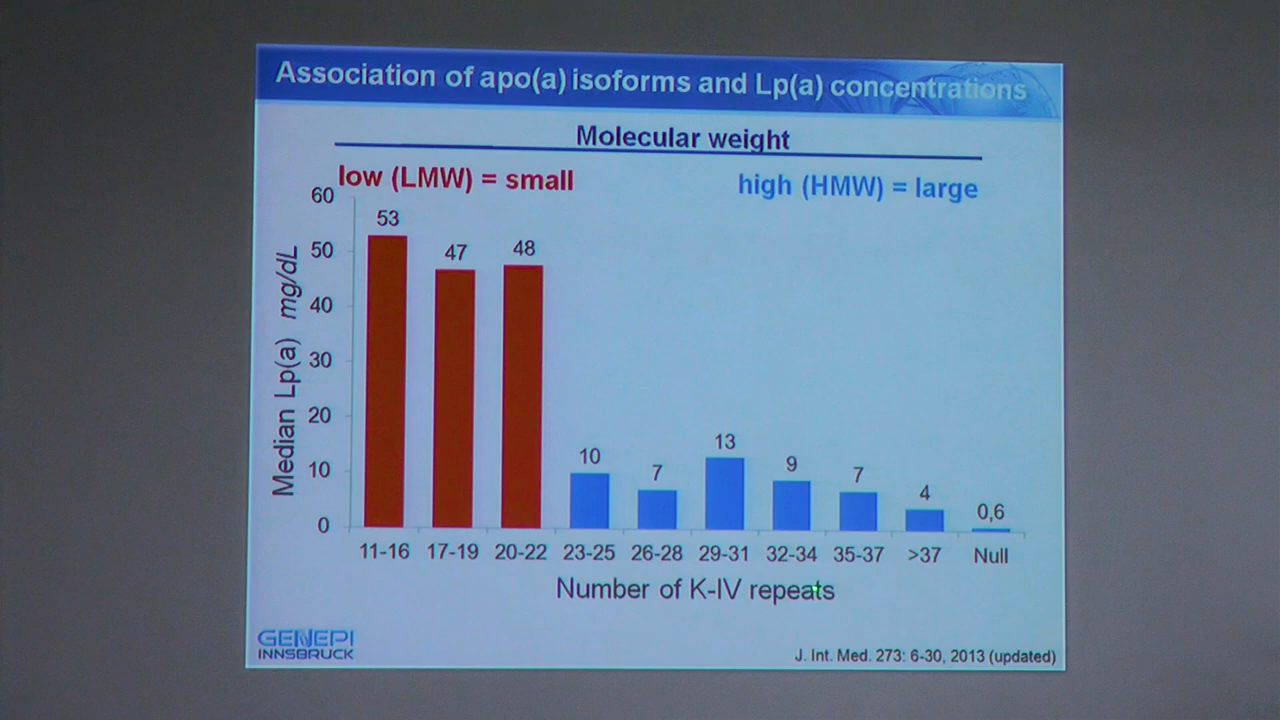 Association of apo(a) isoforms and Lp(a) concentrations
Molecular weight
low (LMW) = small
high (HMW) = large
Median Lp(a) mg/dL
60
50
40
30
20
10
0
53
47
48
10
7
13
9
7
4
0,6
11-16 17-19 20-22 23-25 26-28 29-31 32-34 35-37 >37 Null
Number of K-IV repeats
GENEPI
INNSBRUCK
J. Int. Med. 273: 6-30, 2013 (updated)